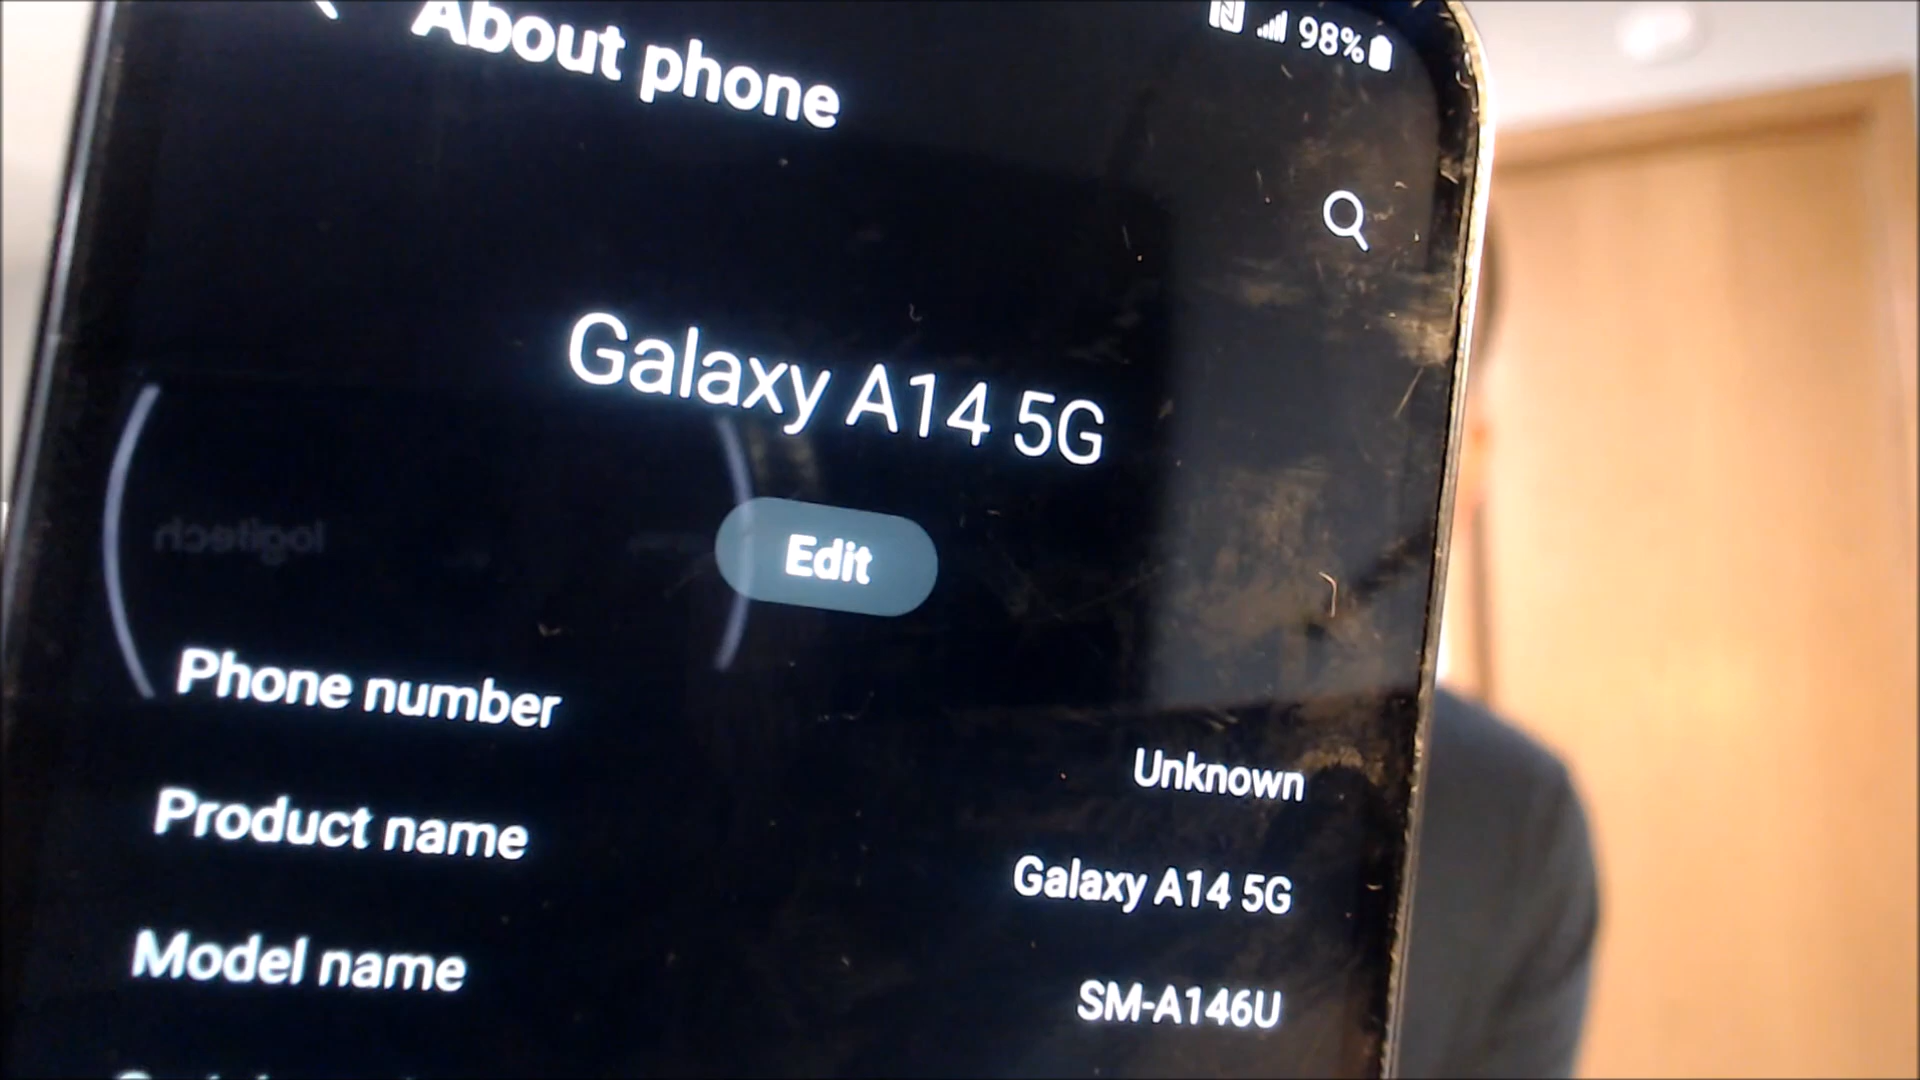 98%
About phone
Galaxy A14 5G
logitech
Edit
Phone number
Unknown
Product name
Galaxy A14 5G
Model name
SM-A146U